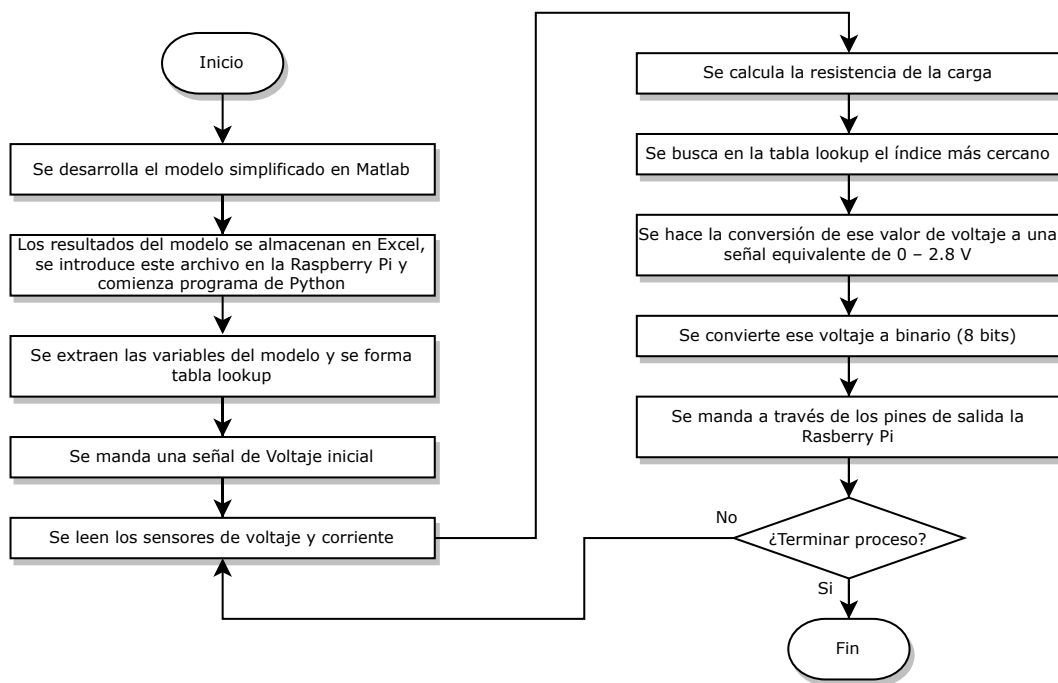 Inicio
Se desarrolla el modelo simplificado en Matlab
Los resultados del modelo se almacenan en Excel,
se introduce este archivo en la Raspberry Pi y
comienza programa de Python
Se extraen las variables del modelo y se forma
tabla lookup
Se manda una señal de Voltaje inicial
Se leen los sensores de voltaje y corriente
Se calcula la resistencia de la carga
Se busca en la tabla lookup el índice más cercano
Se hace la conversión de ese valor de voltaje a una
señal equivalente de 0 – 2.8 V
Se convierte ese voltaje a binario (8 bits)
Se manda a través de los pines de salida la
Rasberry Pi
¿Terminar proceso?
No
Si
Fin